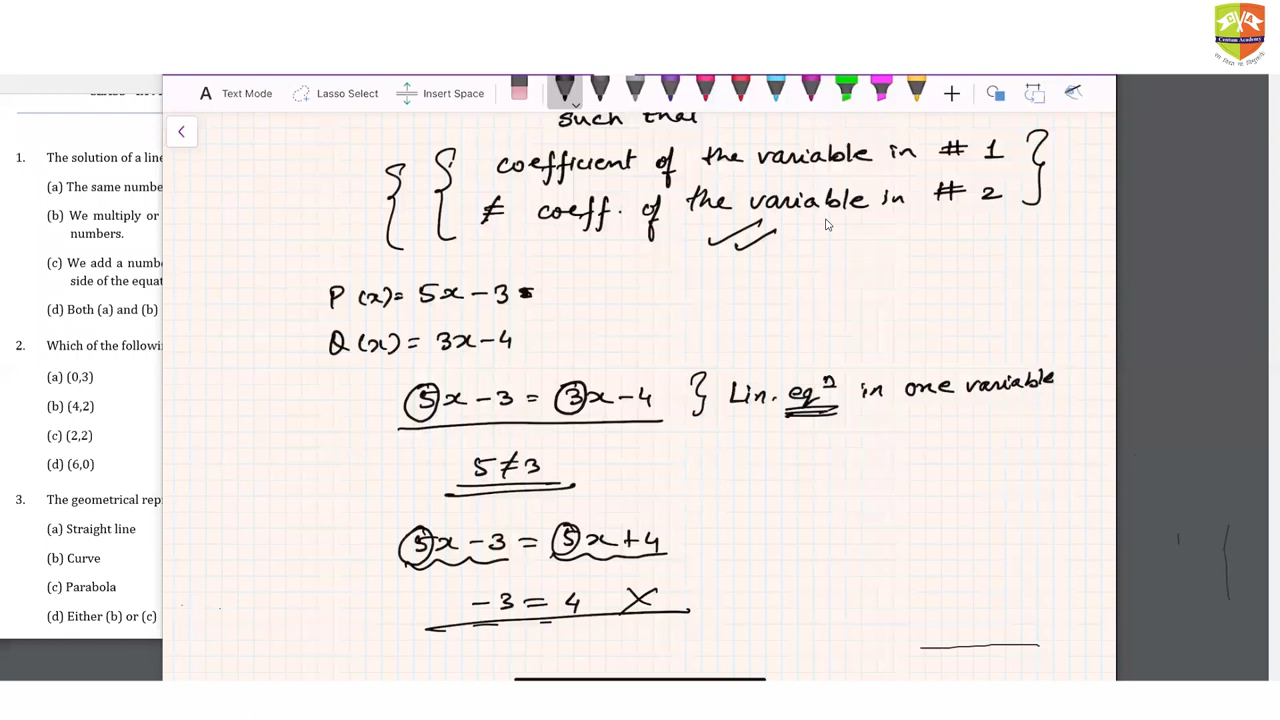 Centum Academy
A Text Mode Lasso Select Insert Space
such that
coefficient of the variable in # 1
≠ coeff. of the variable in # 2
P(x)= 5x-3
Q(x)= 3x-4
5x-3 = 3x-4 } Lin. eqⁿ in one variable
5≠3
5x-3 = 5x+4
-3 = 4 X
1. The solution of a line
(a) The same numbe
(b) We multiply or
numbers.
(c) We add a numb
side of the equat
(d) Both (a) and (b)
2. Which of the followi
(a) (0,3)
(b) (4,2)
(c) (2,2)
(d) (6,0)
3. The geometrical rep
(a) Straight line
(b) Curve
(c) Parabola
(d) Either (b) or (c)